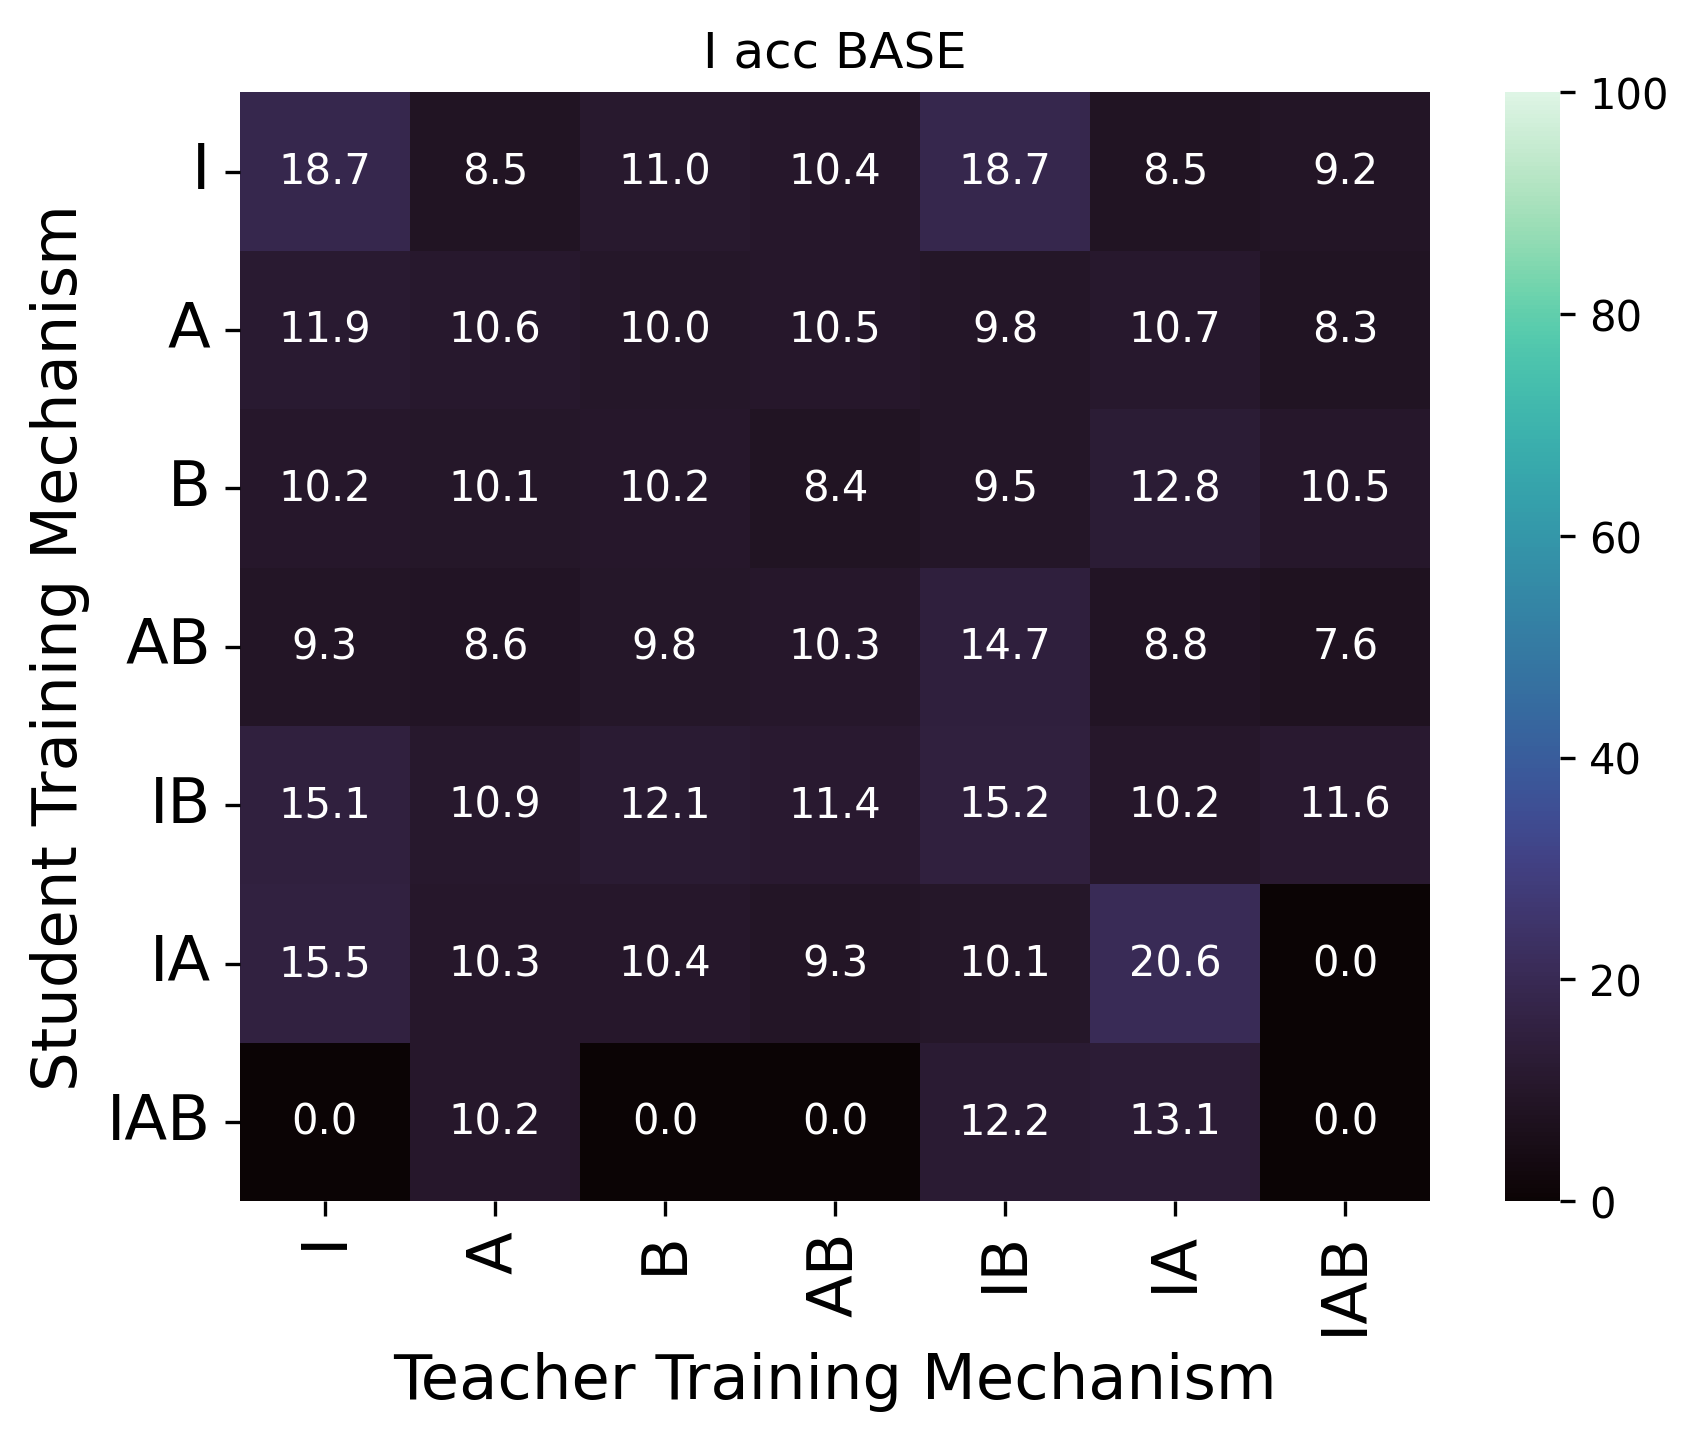 I acc BASE
I 18.7 8.5 11.0 10.4 18.7 8.5 9.2
A 11.9 10.6 10.0 10.5 9.8 10.7 8.3
B 10.2 10.1 10.2 8.4 9.5 12.8 10.5
AB 9.3 8.6 9.8 10.3 14.7 8.8 7.6
IB 15.1 10.9 12.1 11.4 15.2 10.2 11.6
IA 15.5 10.3 10.4 9.3 10.1 20.6 0.0
IAB 0.0 10.2 0.0 0.0 12.2 13.1 0.0
I A B AB IB IA IAB
Teacher Training Mechanism
Student Training Mechanism
100
80
60
40
20
0